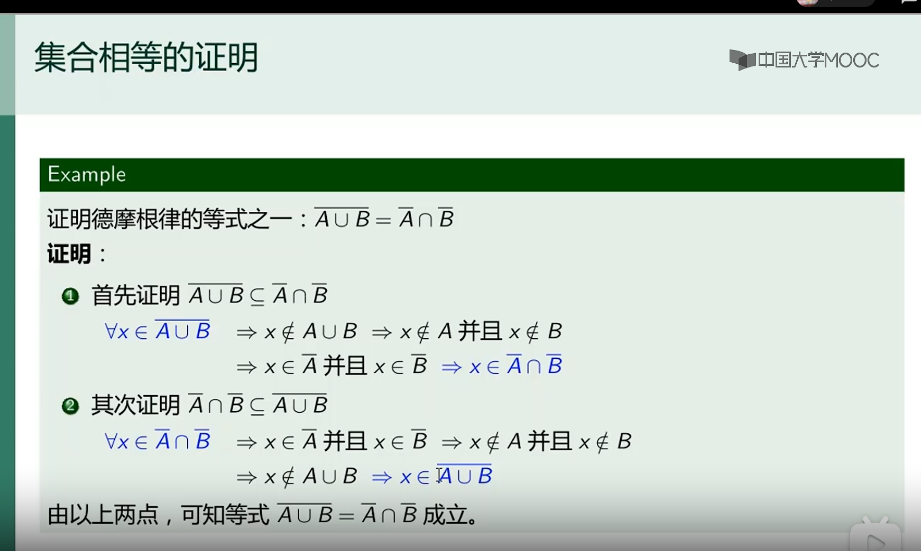 集合相等的证明
中国大学MOOC
Example
证明德摩根律的等式之一：$\overline{A \cup B} = \overline{A} \cap \overline{B}$
证明：
1 首先证明 $\overline{A \cup B} \subseteq \overline{A} \cap \overline{B}$
$\forall x \in \overline{A \cup B}$ $\Rightarrow x \notin A \cup B$ $\Rightarrow x \notin A$ 并且 $x \notin B$
$\Rightarrow x \in \overline{A}$ 并且 $x \in \overline{B}$ $\Rightarrow x \in \overline{A} \cap \overline{B}$
2 其次证明 $\overline{A} \cap \overline{B} \subseteq \overline{A \cup B}$
$\forall x \in \overline{A} \cap \overline{B}$ $\Rightarrow x \in \overline{A}$ 并且 $x \in \overline{B}$ $\Rightarrow x \notin A$ 并且 $x \notin B$
$\Rightarrow x \notin A \cup B$ $\Rightarrow x \in \overline{A \cup B}$
由以上两点，可知等式 $\overline{A \cup B} = \overline{A} \cap \overline{B}$ 成立。